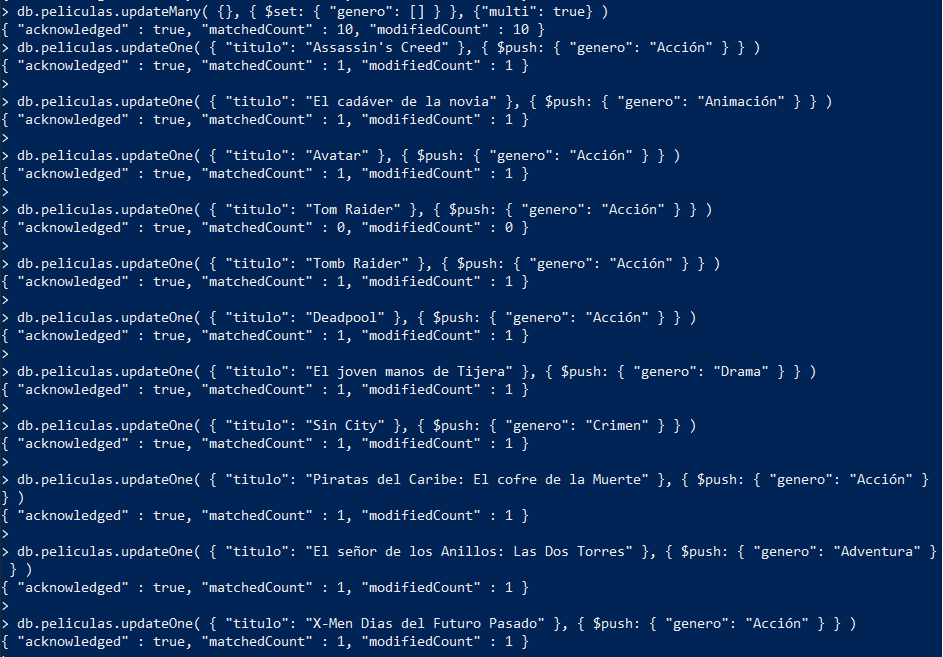 > db.peliculas.updateMany( {}, { $set: { "genero": [] } }, {"multi": true} )
{ "acknowledged" : true, "matchedCount" : 10, "modifiedCount" : 10 }
> db.peliculas.updateOne( { "titulo": "Assassin's Creed" }, { $push: { "genero": "Acción" } } )
{ "acknowledged" : true, "matchedCount" : 1, "modifiedCount" : 1 }
>
> db.peliculas.updateOne( { "titulo": "El cadáver de la novia" }, { $push: { "genero": "Animación" } } )
{ "acknowledged" : true, "matchedCount" : 1, "modifiedCount" : 1 }
>
> db.peliculas.updateOne( { "titulo": "Avatar" }, { $push: { "genero": "Acción" } } )
{ "acknowledged" : true, "matchedCount" : 1, "modifiedCount" : 1 }
>
> db.peliculas.updateOne( { "titulo": "Tom Raider" }, { $push: { "genero": "Acción" } } )
{ "acknowledged" : true, "matchedCount" : 0, "modifiedCount" : 0 }
>
> db.peliculas.updateOne( { "titulo": "Tomb Raider" }, { $push: { "genero": "Acción" } } )
{ "acknowledged" : true, "matchedCount" : 1, "modifiedCount" : 1 }
>
> db.peliculas.updateOne( { "titulo": "Deadpool" }, { $push: { "genero": "Acción" } } )
{ "acknowledged" : true, "matchedCount" : 1, "modifiedCount" : 1 }
>
> db.peliculas.updateOne( { "titulo": "El joven manos de Tijera" }, { $push: { "genero": "Drama" } } )
{ "acknowledged" : true, "matchedCount" : 1, "modifiedCount" : 1 }
>
> db.peliculas.updateOne( { "titulo": "Sin City" }, { $push: { "genero": "Crimen" } } )
{ "acknowledged" : true, "matchedCount" : 1, "modifiedCount" : 1 }
>
> db.peliculas.updateOne( { "titulo": "Piratas del Caribe: El cofre de la Muerte" }, { $push: { "genero": "Acción" }
} )
{ "acknowledged" : true, "matchedCount" : 1, "modifiedCount" : 1 }
>
> db.peliculas.updateOne( { "titulo": "El señor de los Anillos: Las Dos Torres" }, { $push: { "genero": "Adventura" }
} )
{ "acknowledged" : true, "matchedCount" : 1, "modifiedCount" : 1 }
>
> db.peliculas.updateOne( { "titulo": "X-Men Dias del Futuro Pasado" }, { $push: { "genero": "Acción" } } )
{ "acknowledged" : true, "matchedCount" : 1, "modifiedCount" : 1 }